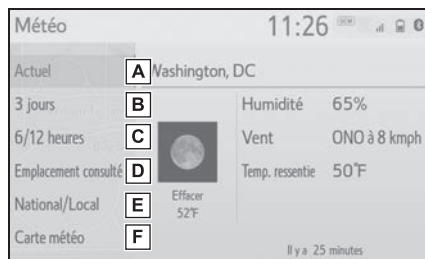 Météo 11:26 DCM
Actuel A Washington, DC
3 jours B Humidité 65%
6/12 heures C Vent ONO à 8 kmph
Emplacement consulté D Temp. ressentie 50°F
National/Local E Effacer
52°F
Carte météo F
Il y a 25 minutes